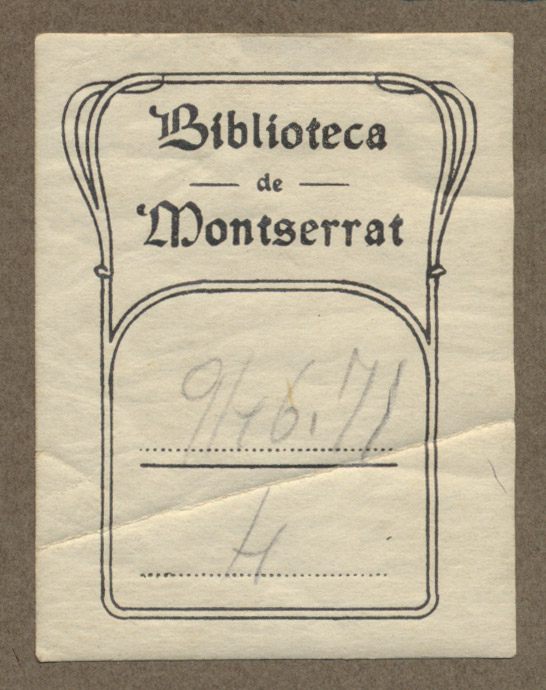 Biblioteca
de
Montserrat
946.71
4